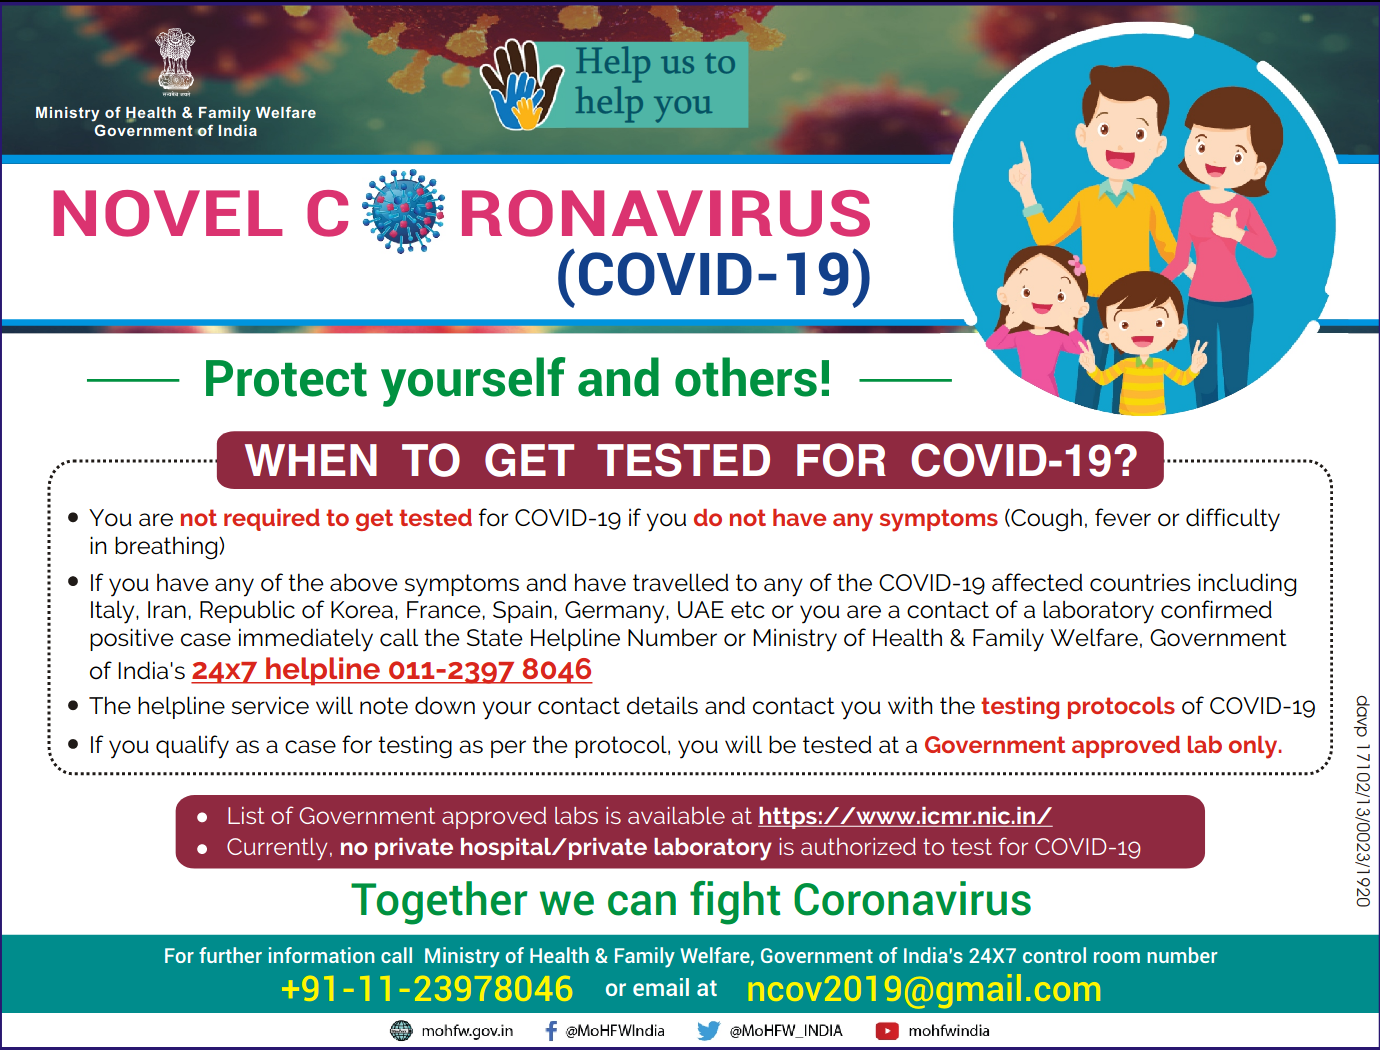 सत्यमेव जयते
Ministry of Health & Family Welfare
Government of India
Help us to
help you
NOVEL C RONAVIRUS
(COVID-19)
Protect yourself and others!
WHEN TO GET TESTED FOR COVID-19?
• You are not required to get tested for COVID-19 if you do not have any symptoms (Cough, fever or difficulty
in breathing)
• If you have any of the above symptoms and have travelled to any of the COVID-19 affected countries including
Italy, Iran, Republic of Korea, France, Spain, Germany, UAE etc or you are a contact of a laboratory confirmed
positive case immediately call the State Helpline Number or Ministry of Health & Family Welfare, Government
of India's 24x7 helpline 011-2397 8046
• The helpline service will note down your contact details and contact you with the testing protocols of COVID-19
• If you qualify as a case for testing as per the protocol, you will be tested at a Government approved lab only.
• List of Government approved labs is available at https://www.icmr.nic.in/
• Currently, no private hospital/private laboratory is authorized to test for COVID-19
davp 17102/13/0023/1920
Together we can fight Coronavirus
For further information call Ministry of Health & Family Welfare, Government of India's 24X7 control room number
+91-11-23978046 or email at ncov2019@gmail.com
mohfw.gov.in @MoHFWIndia @MoHFW_INDIA mohfwindia